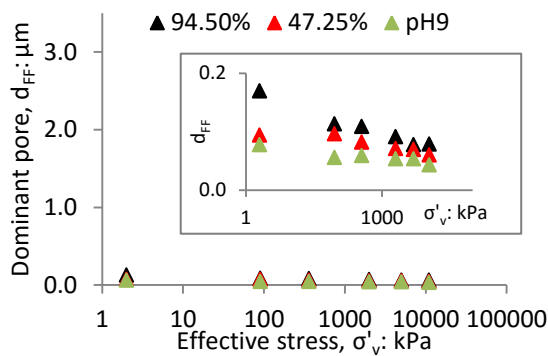 94.50% 47.25% pH9
Dominant pore, dFF: µm
3.0
2.0
1.0
0.0
0.2
0.0
dFF
1 1000
σ'v: kPa
1 10 100 1000 10000 100000
Effective stress, σ'v: kPa